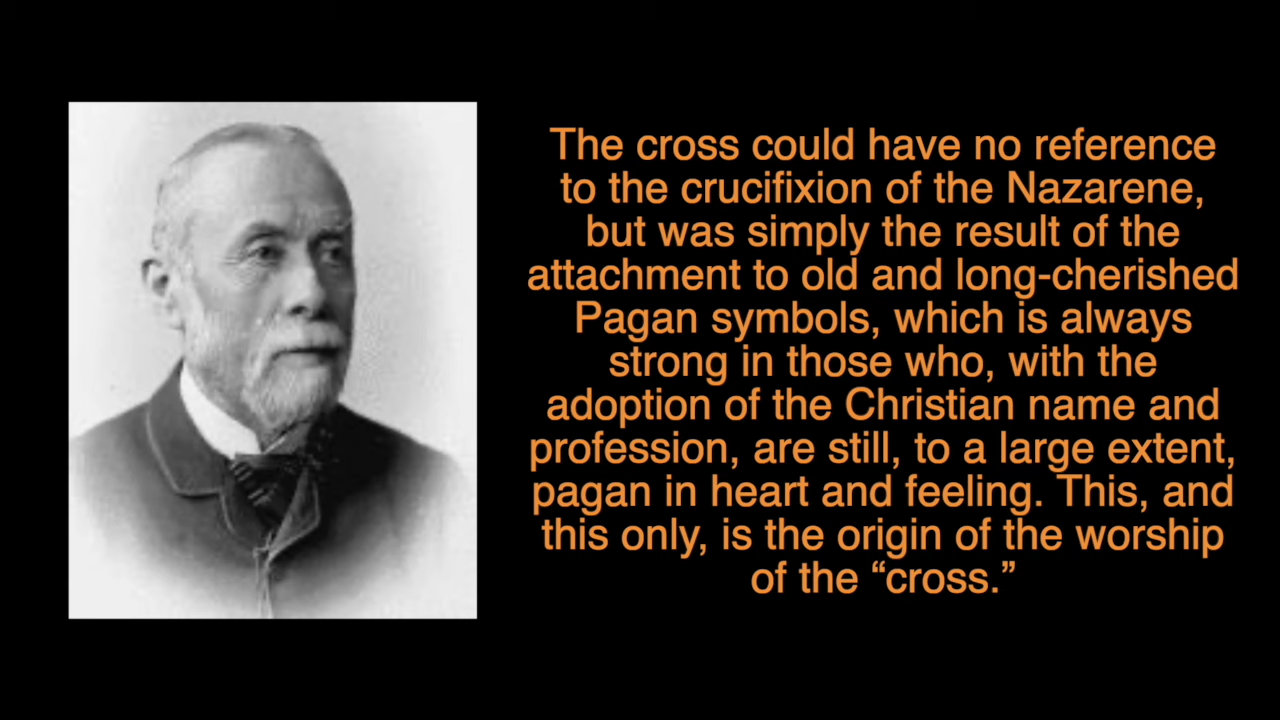 The cross could have no reference
to the crucifixion of the Nazarene,
but was simply the result of the
attachment to old and long-cherished
Pagan symbols, which is always
strong in those who, with the
adoption of the Christian name and
profession, are still, to a large extent,
pagan in heart and feeling. This, and
this only, is the origin of the worship
of the “cross.”